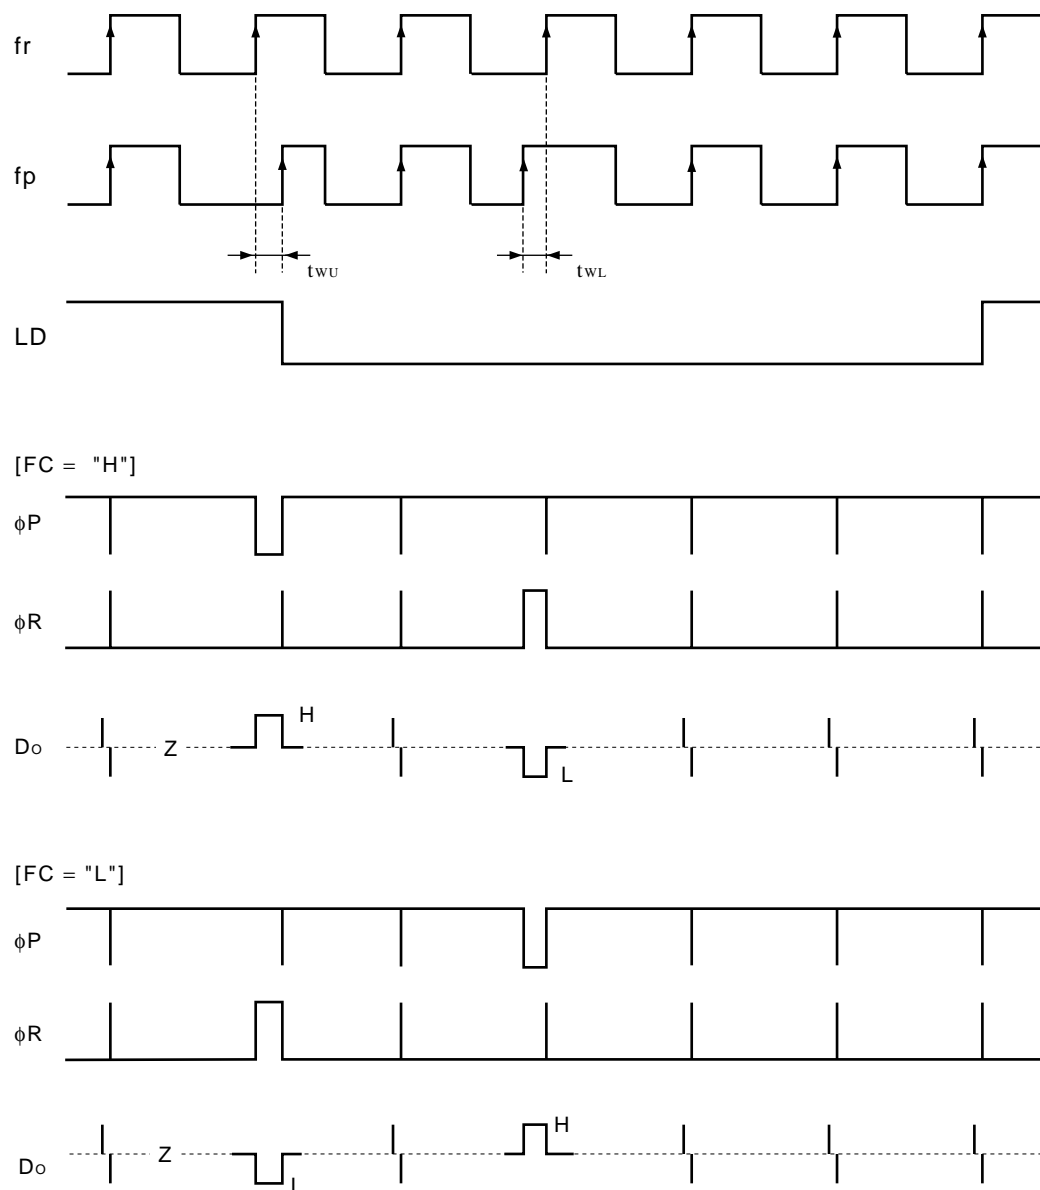 fr
fp
tWU
tWL
LD
[FC = "H"]
φP
φR
H
DO
Z
L
[FC = "L"]
φP
φR
H
Z
DO
L